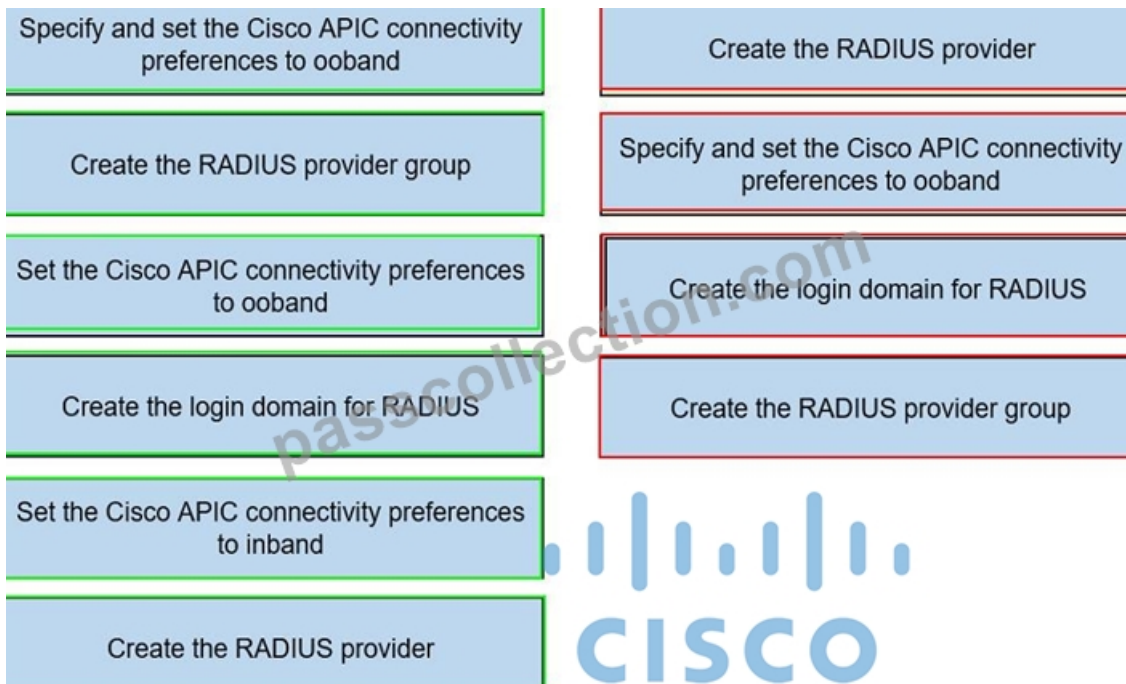 Specify and set the Cisco APIC connectivity
preferences to ooband
Create the RADIUS provider group
Set the Cisco APIC connectivity preferences
to ooband
Create the login domain for RADIUS
Set the Cisco APIC connectivity preferences
to inband
Create the RADIUS provider
Create the RADIUS provider
Specify and set the Cisco APIC connectivity
preferences to ooband
Create the login domain for RADIUS
Create the RADIUS provider group
passcollection.com
CISCO